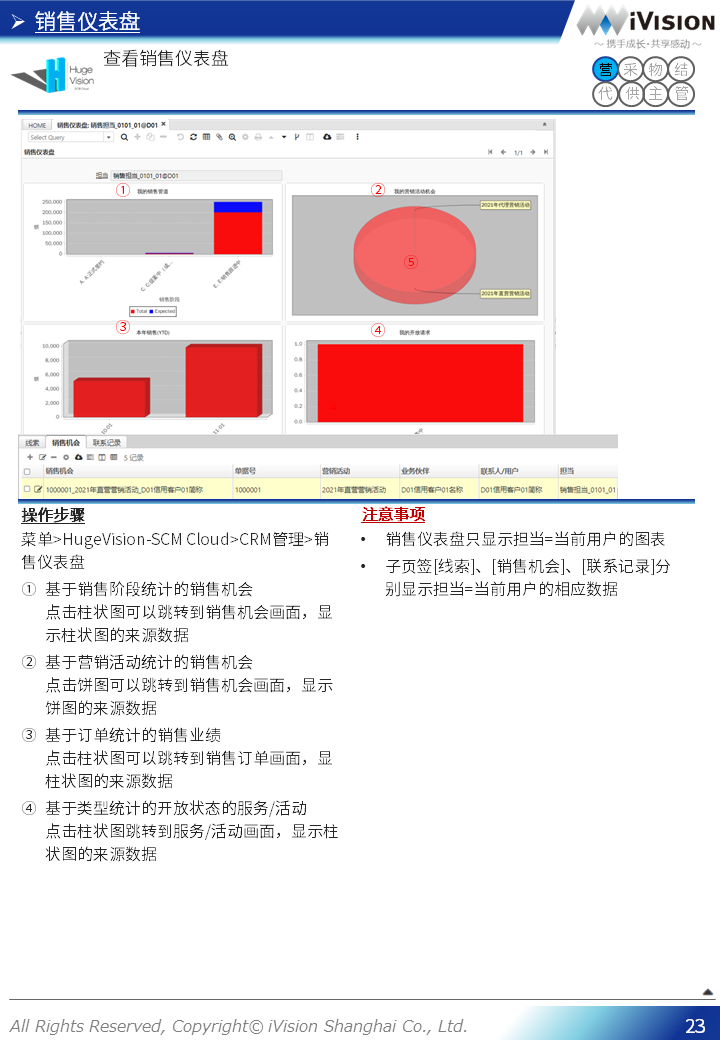 ➢ 销售仪表盘
iVISION
～ 携手成长·共享感动 ～
Huge
Vision
SCM Cloud
查看销售仪表盘
营 采 物 结
代 供 主 管
HOME 销售仪表盘: 销售担当_0101_01@D01 ×
Select Query
销售仪表盘
1/1
担当 销售担当_0101_01@D01
① 我的销售管道
250,000
200,000
150,000
100,000
50,000
0
销售阶段
Total Expected
② 我的营销活动机会
2021年代理营销活动
⑤
2021年直营营销活动
③ 本年销售(YTD)
10,000
8,000
6,000
4,000
2,000
0
④ 我的开放请求
1.0
0.8
0.6
0.4
0.2
0.0
线索 销售机会 联系记录
5 记录
销售机会 单据号 营销活动 业务伙伴 联系人/用户 担当
1000001_2021年直营营销活动_D01信用客户01简称 1000001 2021年直营营销活动 D01信用客户01名称 D01信用客户01简称 销售担当_0101_01
操作步骤
菜单>HugeVision-SCM Cloud>CRM管理>销
售仪表盘
① 基于销售阶段统计的销售机会
点击柱状图可以跳转到销售机会画面，显
示柱状图的来源数据
② 基于营销活动统计的销售机会
点击饼图可以跳转到销售机会画面，显示
饼图的来源数据
③ 基于订单统计的销售业绩
点击柱状图可以跳转到销售订单画面，显
柱状图的来源数据
④ 基于类型统计的开放状态的服务/活动
点击柱状图跳转到服务/活动画面，显示柱
状图的来源数据
注意事项
• 销售仪表盘只显示担当=当前用户的图表
• 子页签[线索]、[销售机会]、[联系记录]分
别显示担当=当前用户的相应数据
All Rights Reserved, Copyright© iVision Shanghai Co., Ltd.
23